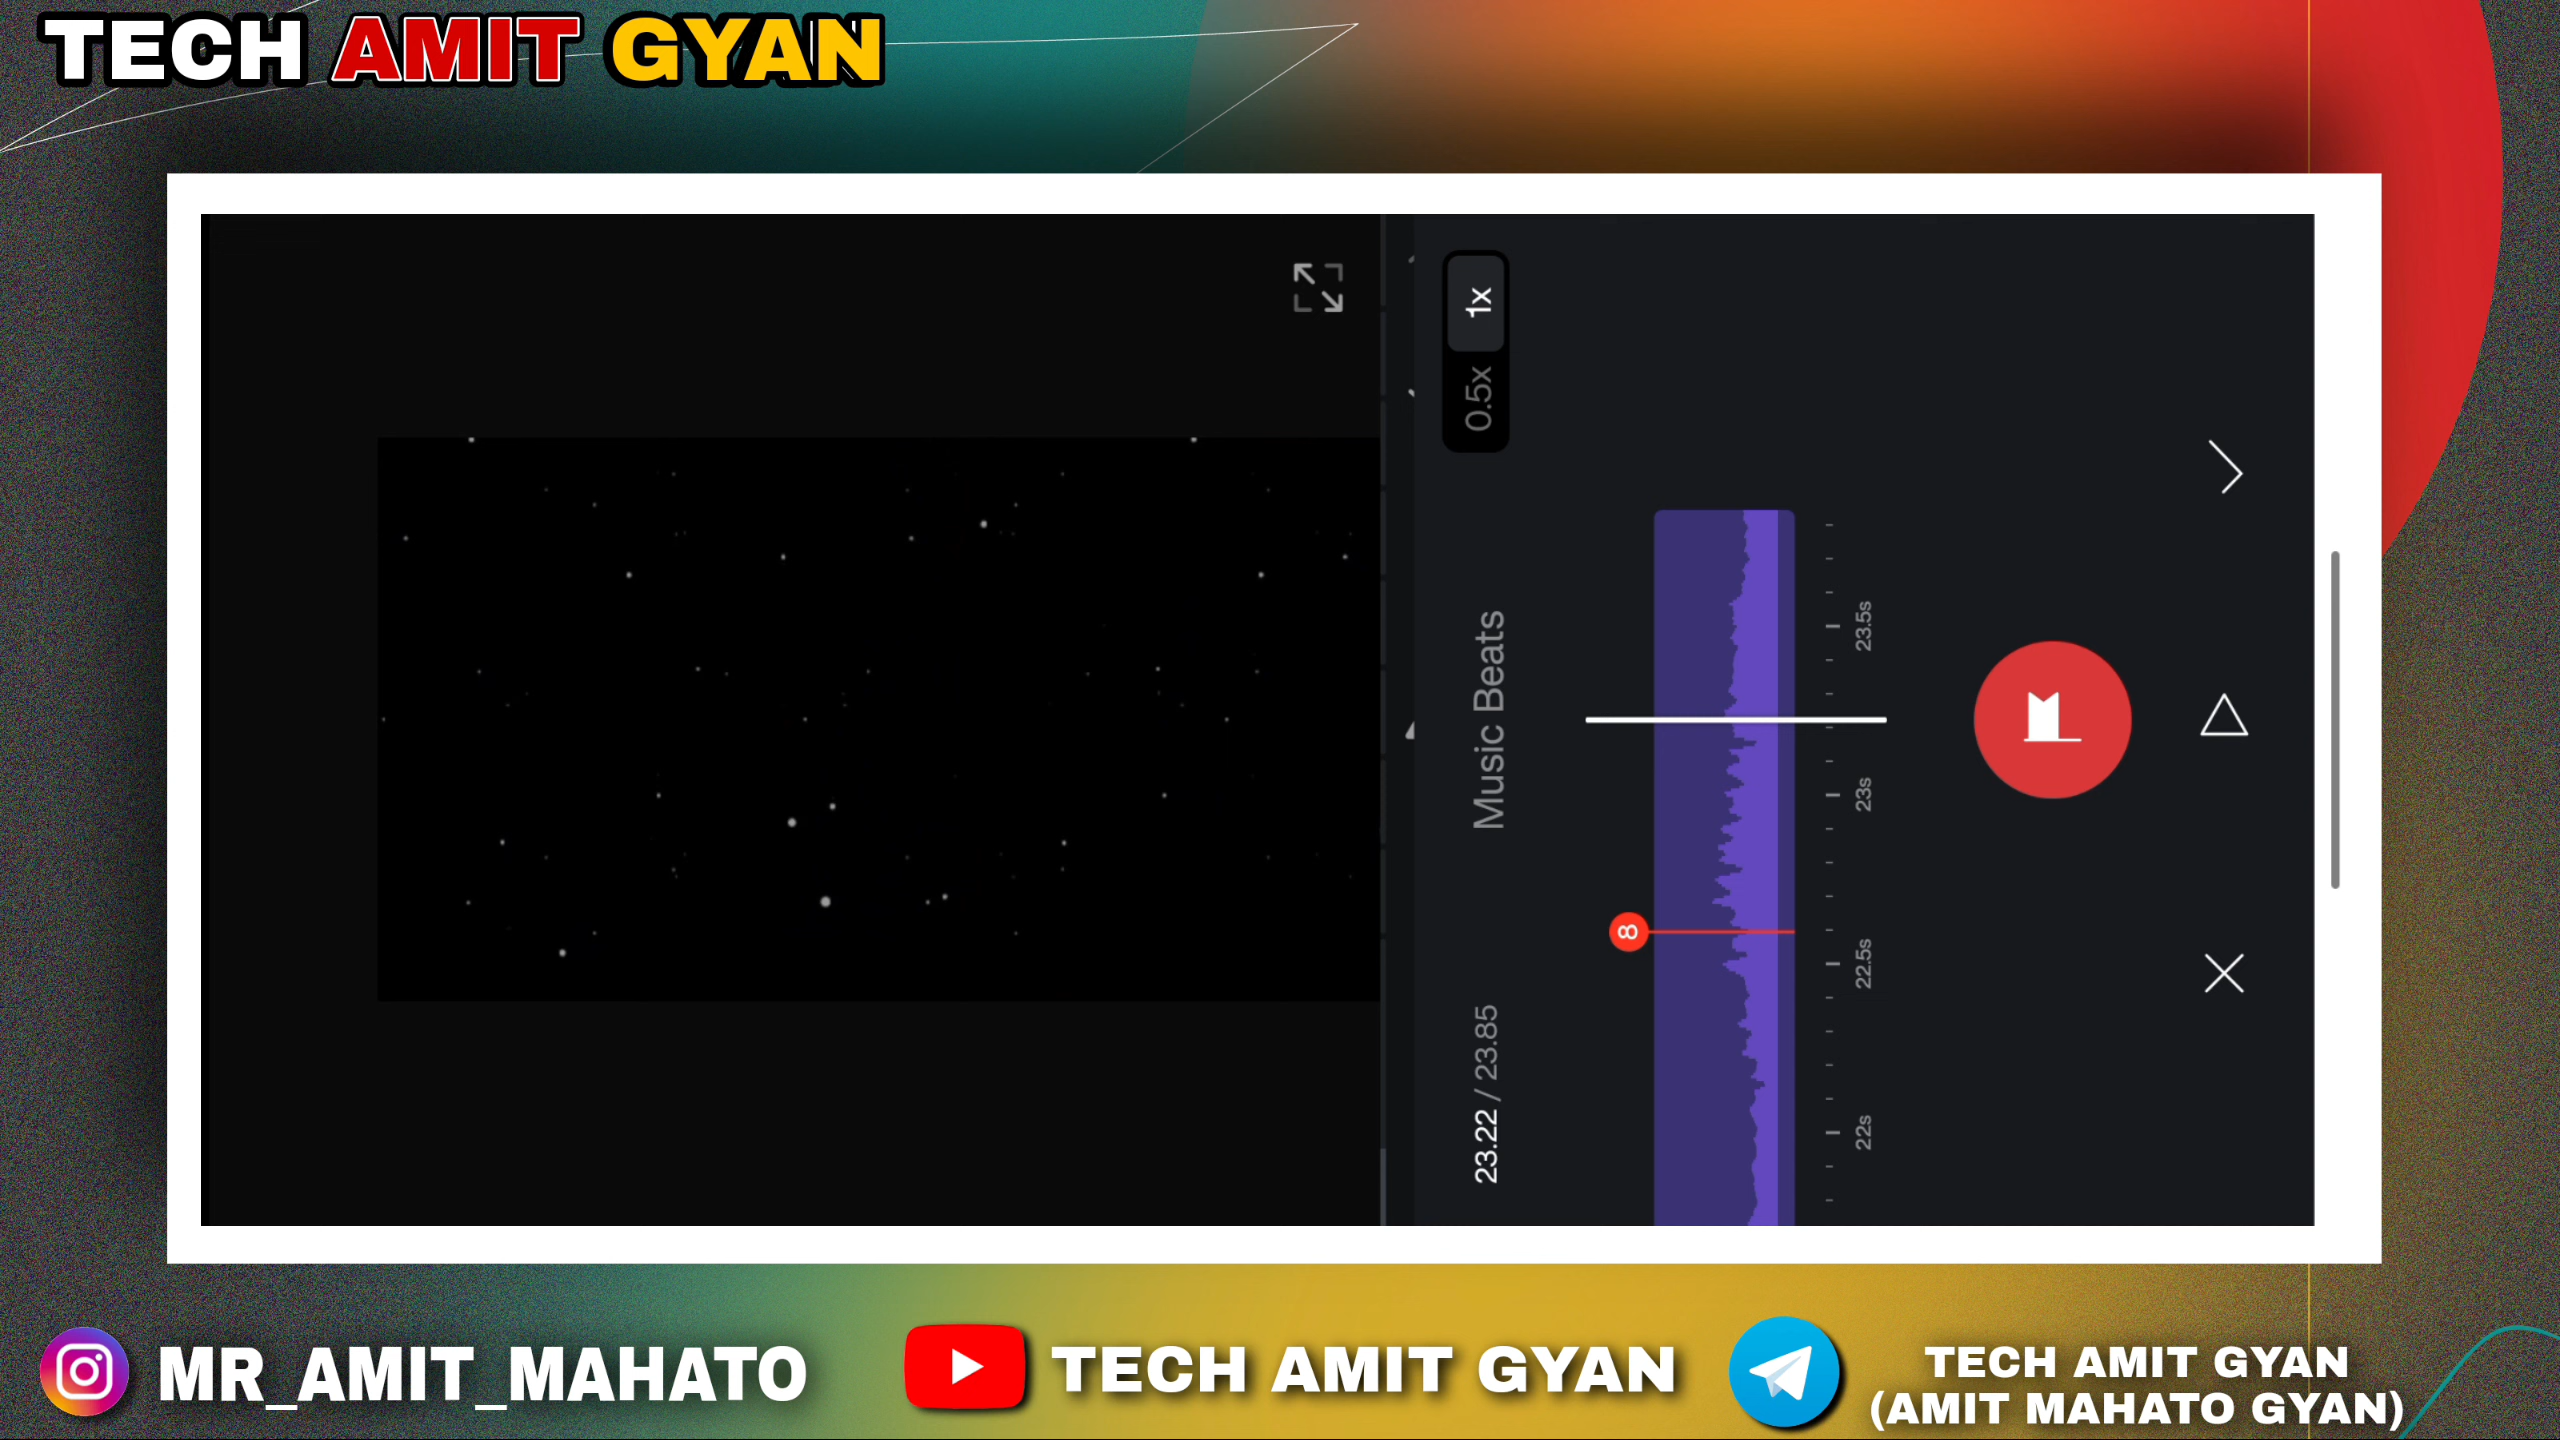 TECH AMIT GYAN
1x
0.5x
Music Beats
23.22 / 23.85
8
23.5s
23s
22.5s
22s
MR_AMIT_MAHATO
TECH AMIT GYAN
TECH AMIT GYAN
(AMIT MAHATO GYAN)